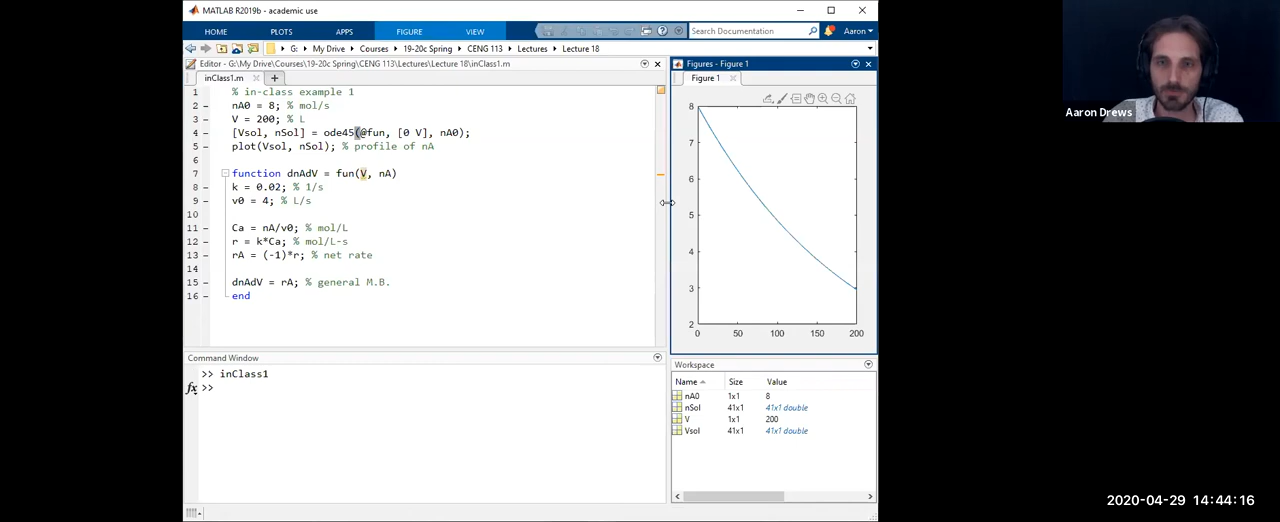 MATLAB R2019b - academic use
HOME PLOTS APPS FIGURE VIEW Search Documentation Aaron
G: My Drive Courses 19-20c Spring CENG 113 Lectures Lecture 18
Editor - G:\My Drive\Courses\19-20c Spring\CENG 113\Lectures\Lecture 18\inClass1.m
inClass1.m
1 % in-class example 1
2 - nA0 = 8; % mol/s
3 - V = 200; % L
4 - [Vsol, nSol] = ode45(@fun, [0 V], nA0);
5 - plot(Vsol, nSol); % profile of nA
6
7 function dnAdV = fun(V, nA)
8 - k = 0.02; % 1/s
9 - v0 = 4; % L/s
10
11 - Ca = nA/v0; % mol/L
12 - r = k*Ca; % mol/L-s
13 - rA = (-1)*r; % net rate
14
15 - dnAdV = rA; % general M.B.
16 - end
Command Window
>> inClass1
fx >>
Figures - Figure 1
Figure 1
8
7
6
5
4
3
2
0 50 100 150 200
Workspace
Name Size Value
nA0 1x1 8
nSol 41x1 41x1 double
V 1x1 200
Vsol 41x1 41x1 double
Aaron Drews
2020-04-29 14:44:16